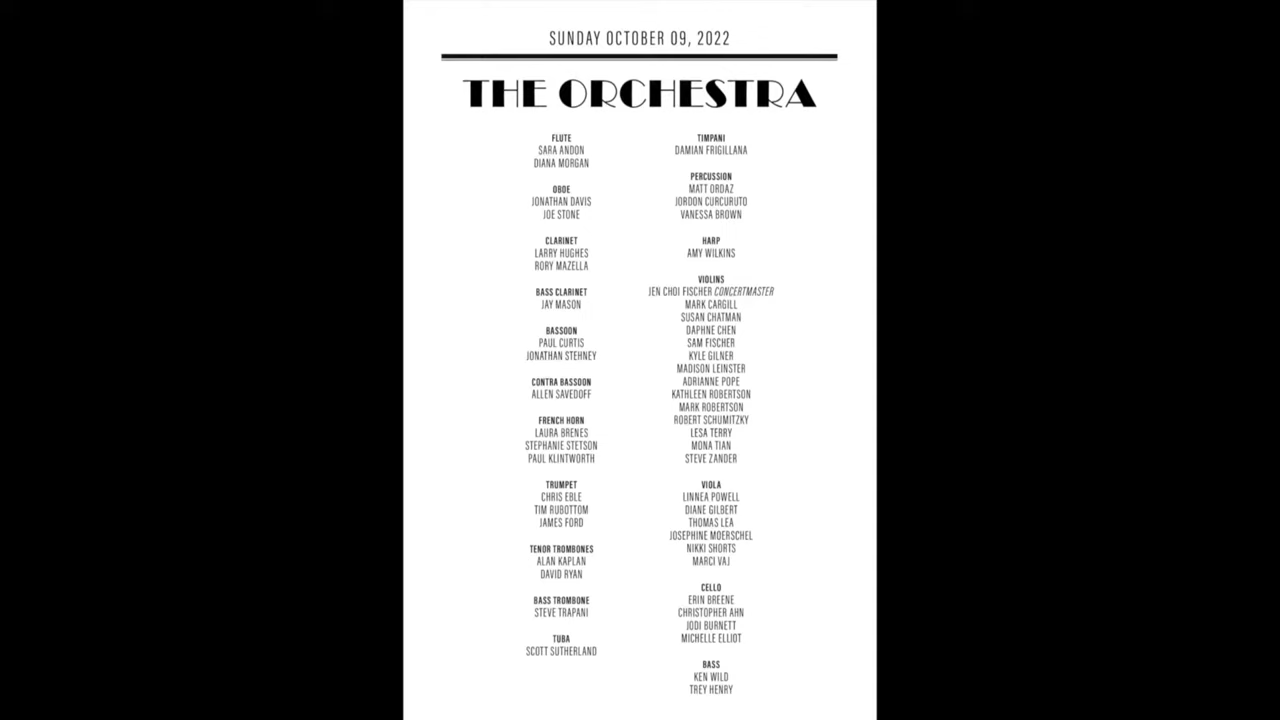 SUNDAY OCTOBER 09, 2022
THE ORCHESTRA
FLUTE
SARA ANDON
DIANA MORGAN
OBOE
JONATHAN DAVIS
JOE STONE
CLARINET
LARRY HUGHES
RORY MAZELLA
BASS CLARINET
JAY MASON
BASSOON
PAUL CURTIS
JONATHAN STEHNEY
CONTRA BASSOON
ALLEN SAVEDOFF
FRENCH HORN
LAURA BRENES
STEPHANIE STETSON
PAUL KLINTWORTH
TRUMPET
CHRIS EBLE
TIM RUBOTTOM
JAMES FORD
TENOR TROMBONES
ALAN KAPLAN
DAVID RYAN
BASS TROMBONE
STEVE TRAPANI
TUBA
SCOTT SUTHERLAND
TIMPANI
DAMIAN FRIGILLANA
PERCUSSION
MATT ORDAZ
JORDON CURCURUTO
VANESSA BROWN
HARP
AMY WILKINS
VIOLINS
JEN CHOI FISCHER CONCERTMASTER
MARK CARGILL
SUSAN CHATMAN
DAPHNE CHEN
SAM FISCHER
KYLE GILNER
MADISON LEINSTER
ADRIANNE POPE
KATHLEEN ROBERTSON
MARK ROBERTSON
ROBERT SCHUMITZKY
LESA TERRY
MONA TIAN
STEVE ZANDER
VIOLA
LINNEA POWELL
DIANE GILBERT
THOMAS LEA
JOSEPHINE MOERSCHEL
NIKKI SHORTS
MARCI VAJ
CELLO
ERIN BREENE
CHRISTOPHER AHN
JODI BURNETT
MICHELLE ELLIOT
BASS
KEN WILD
TREY HENRY